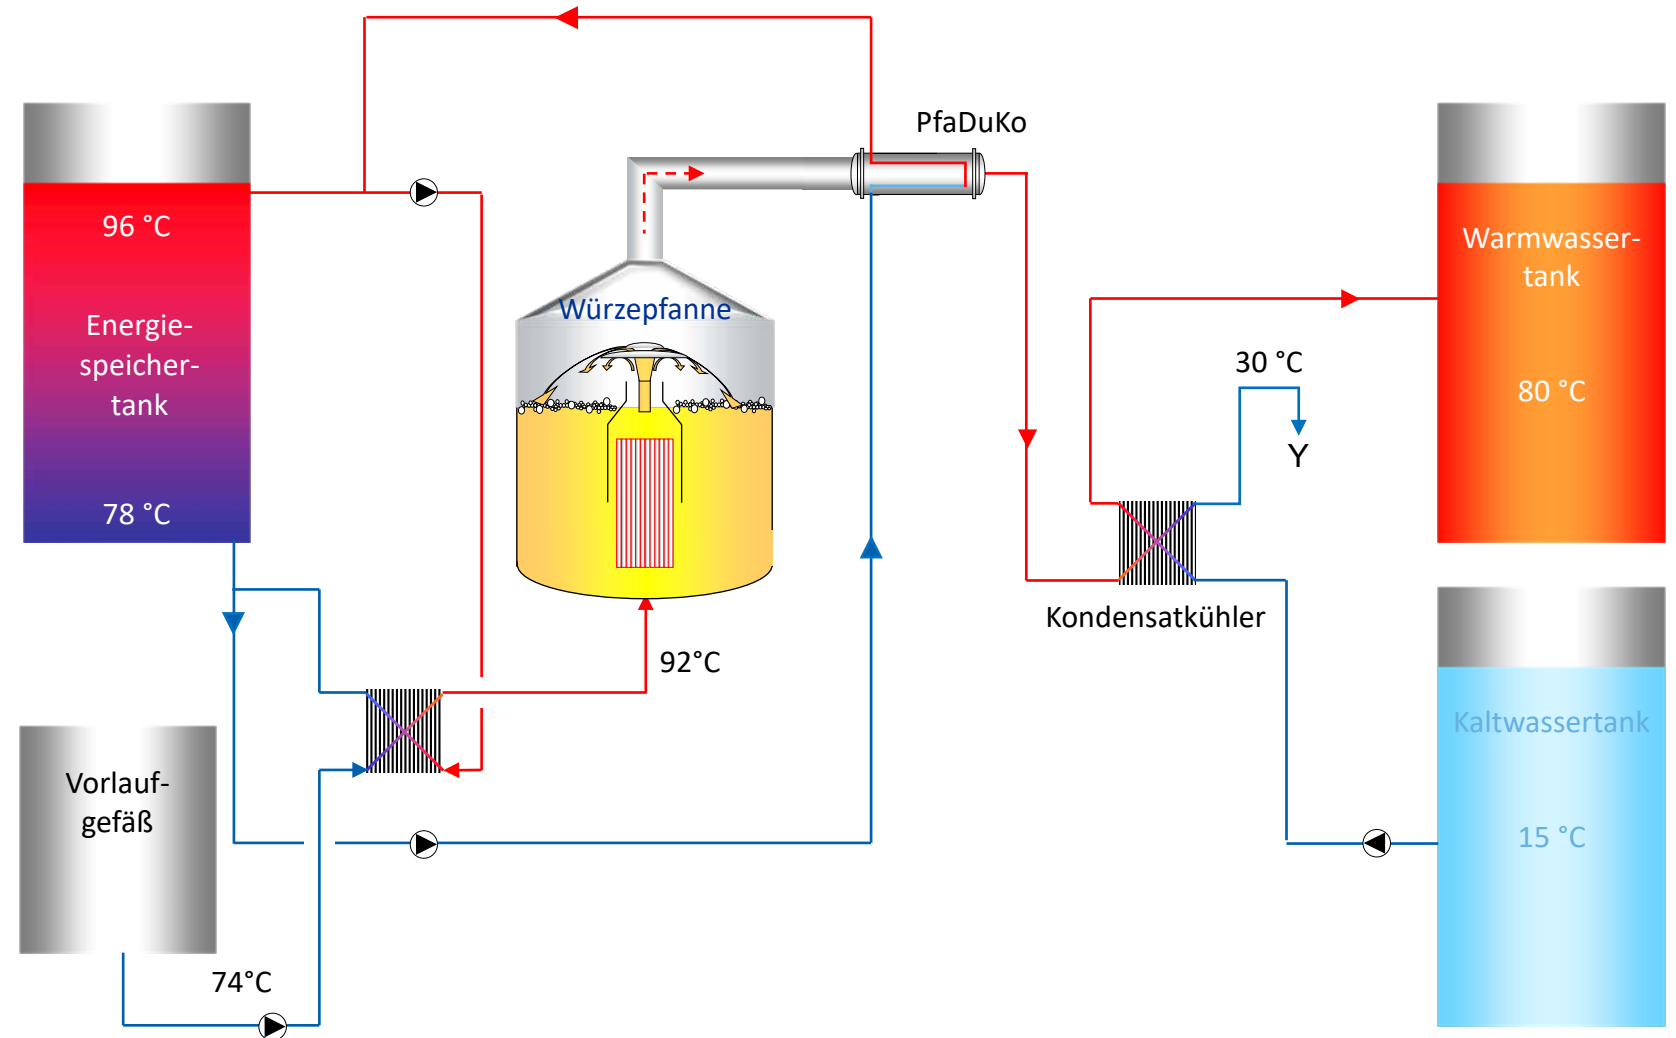 PfaDuKo
96 °C
Energie-
speicher-
tank
78 °C
Würzepfanne
Warmwasser-
tank
80 °C
30 °C
Y
Kondensatkühler
92°C
Kaltwassertank
15 °C
Vorlauf-
gefäß
74°C